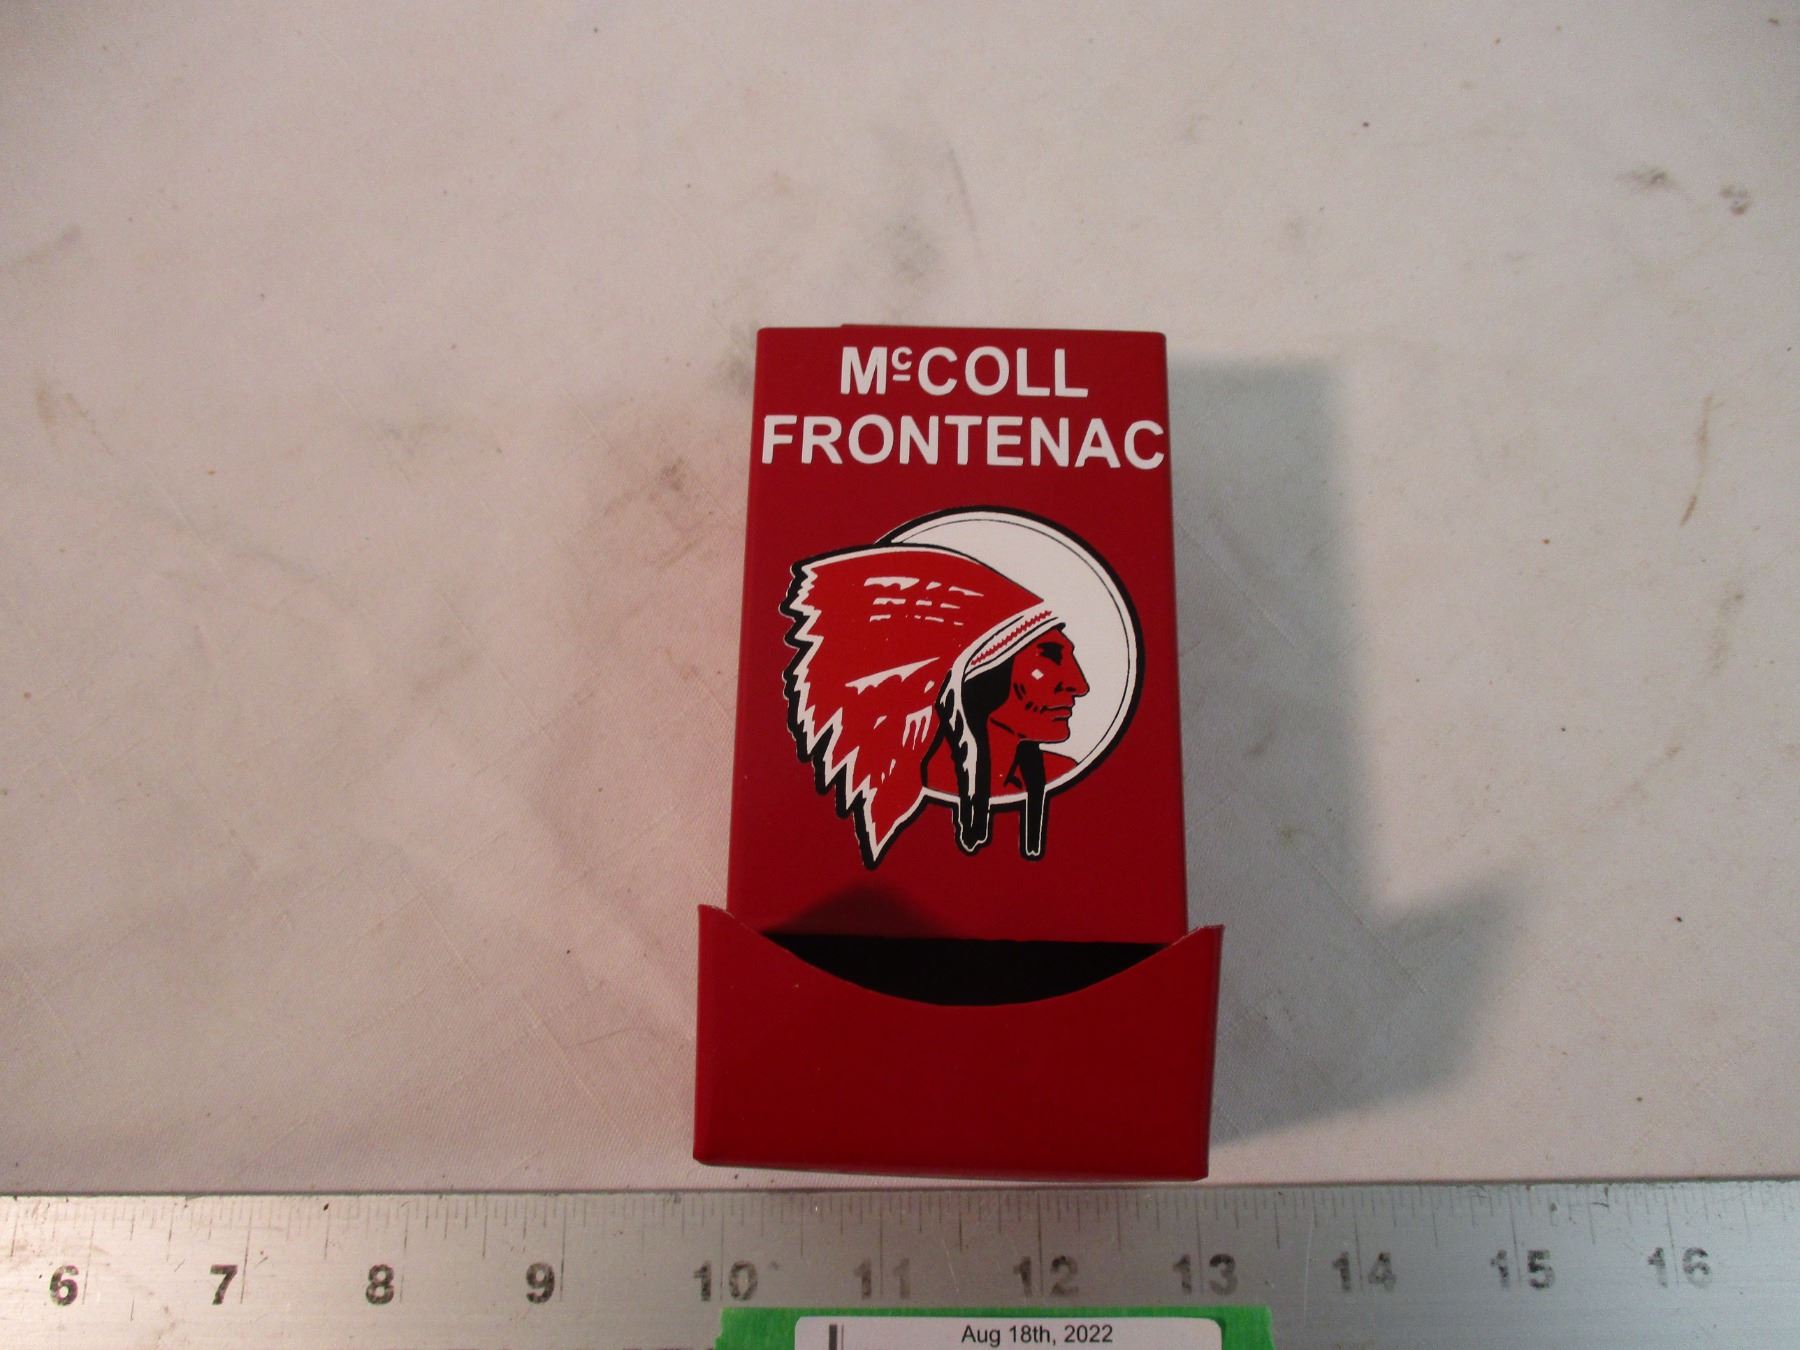 McCOLL
FRONTENAC
6 7 8 9 10 11 12 13 14 15 16
Aug 18th, 2022